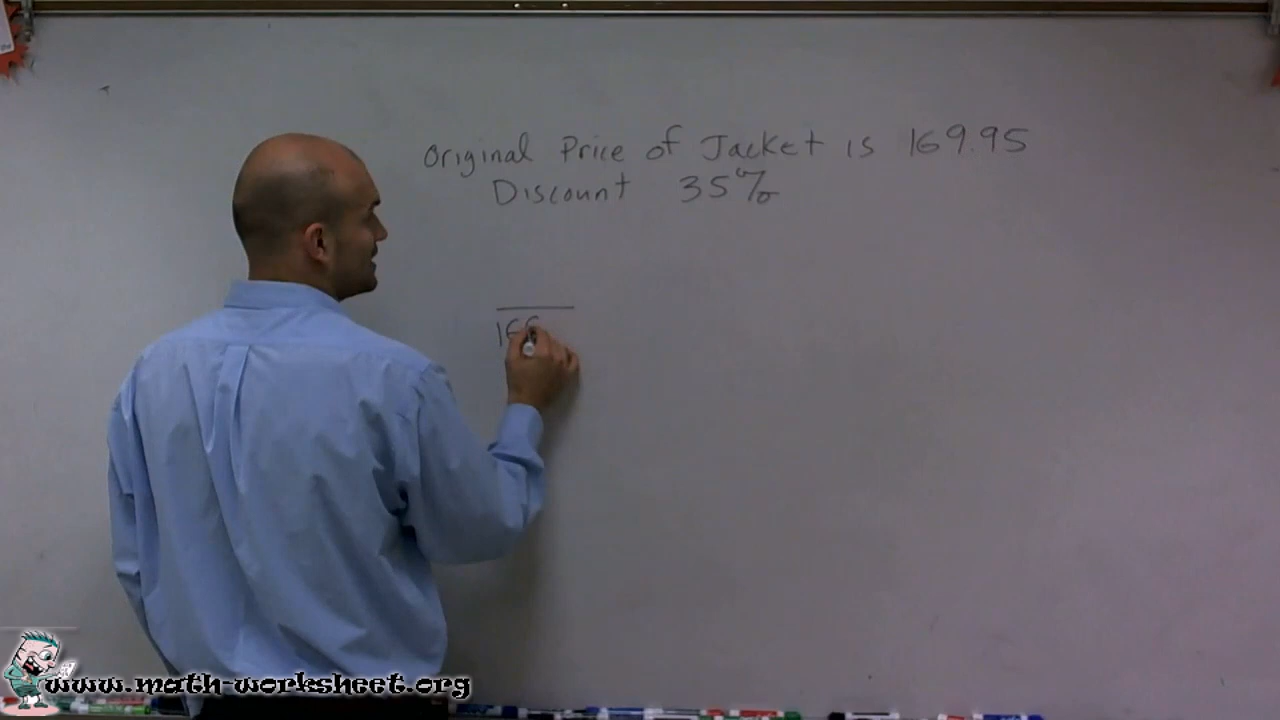 Original Price of Jacket is 169.95
Discount 35%
www.math-worksheet.org